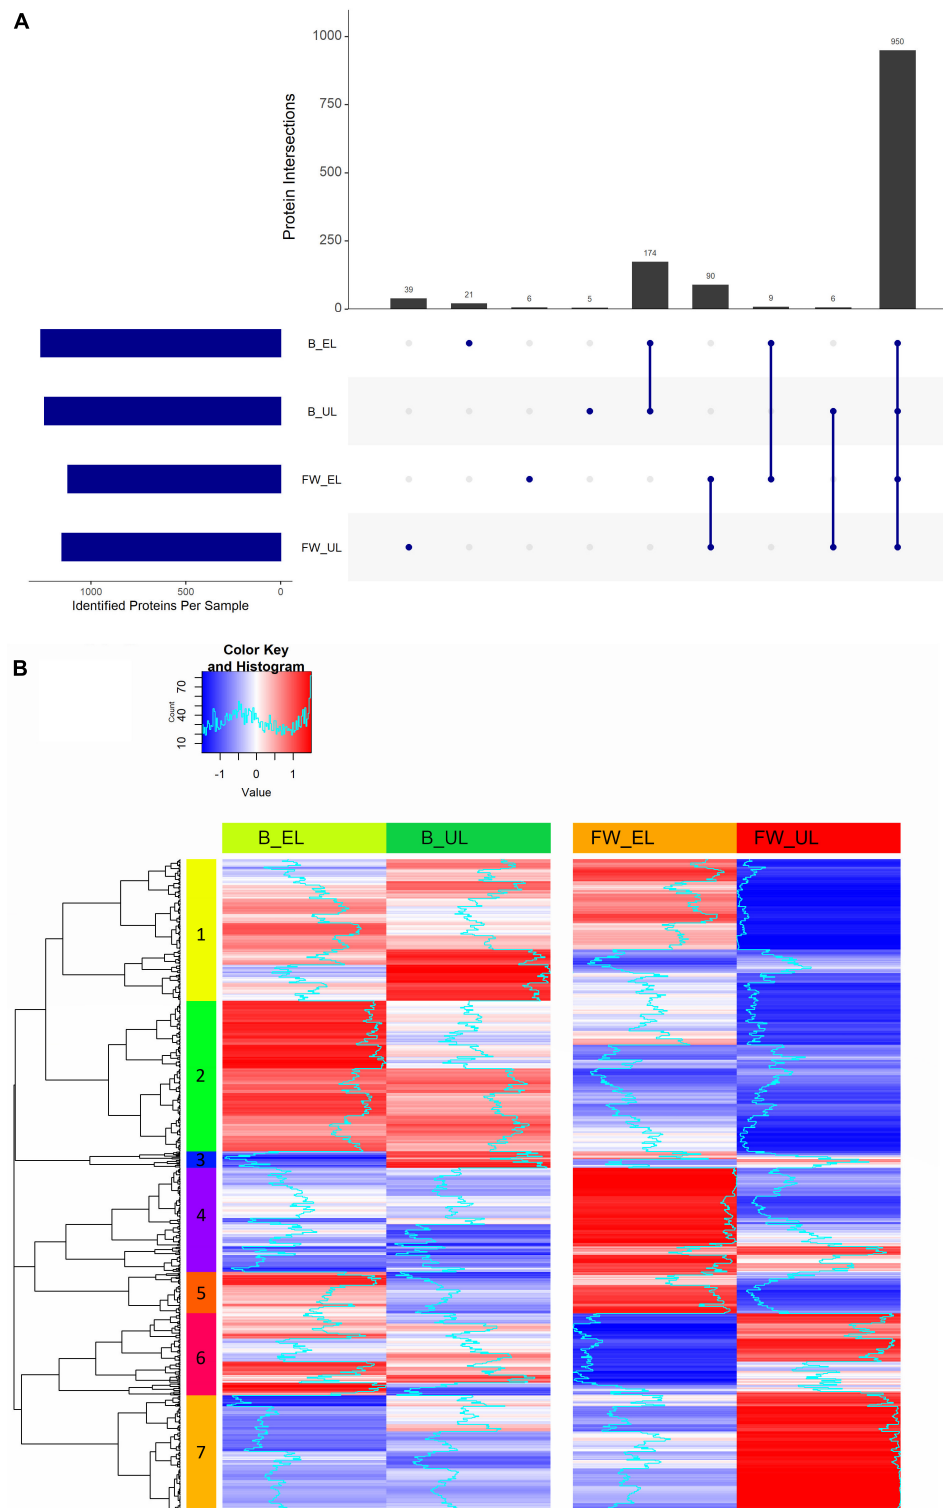 A
Protein Intersections
1000
750
500
250
0
39
21
6
5
174
90
9
6
950
B_EL
B_UL
FW_EL
FW_UL
1000 500 0
Identified Proteins Per Sample
B
Color Key
and Histogram
Count
10 40 70
-1 0 1
Value
B_EL B_UL FW_EL FW_UL
1
2
3
4
5
6
7